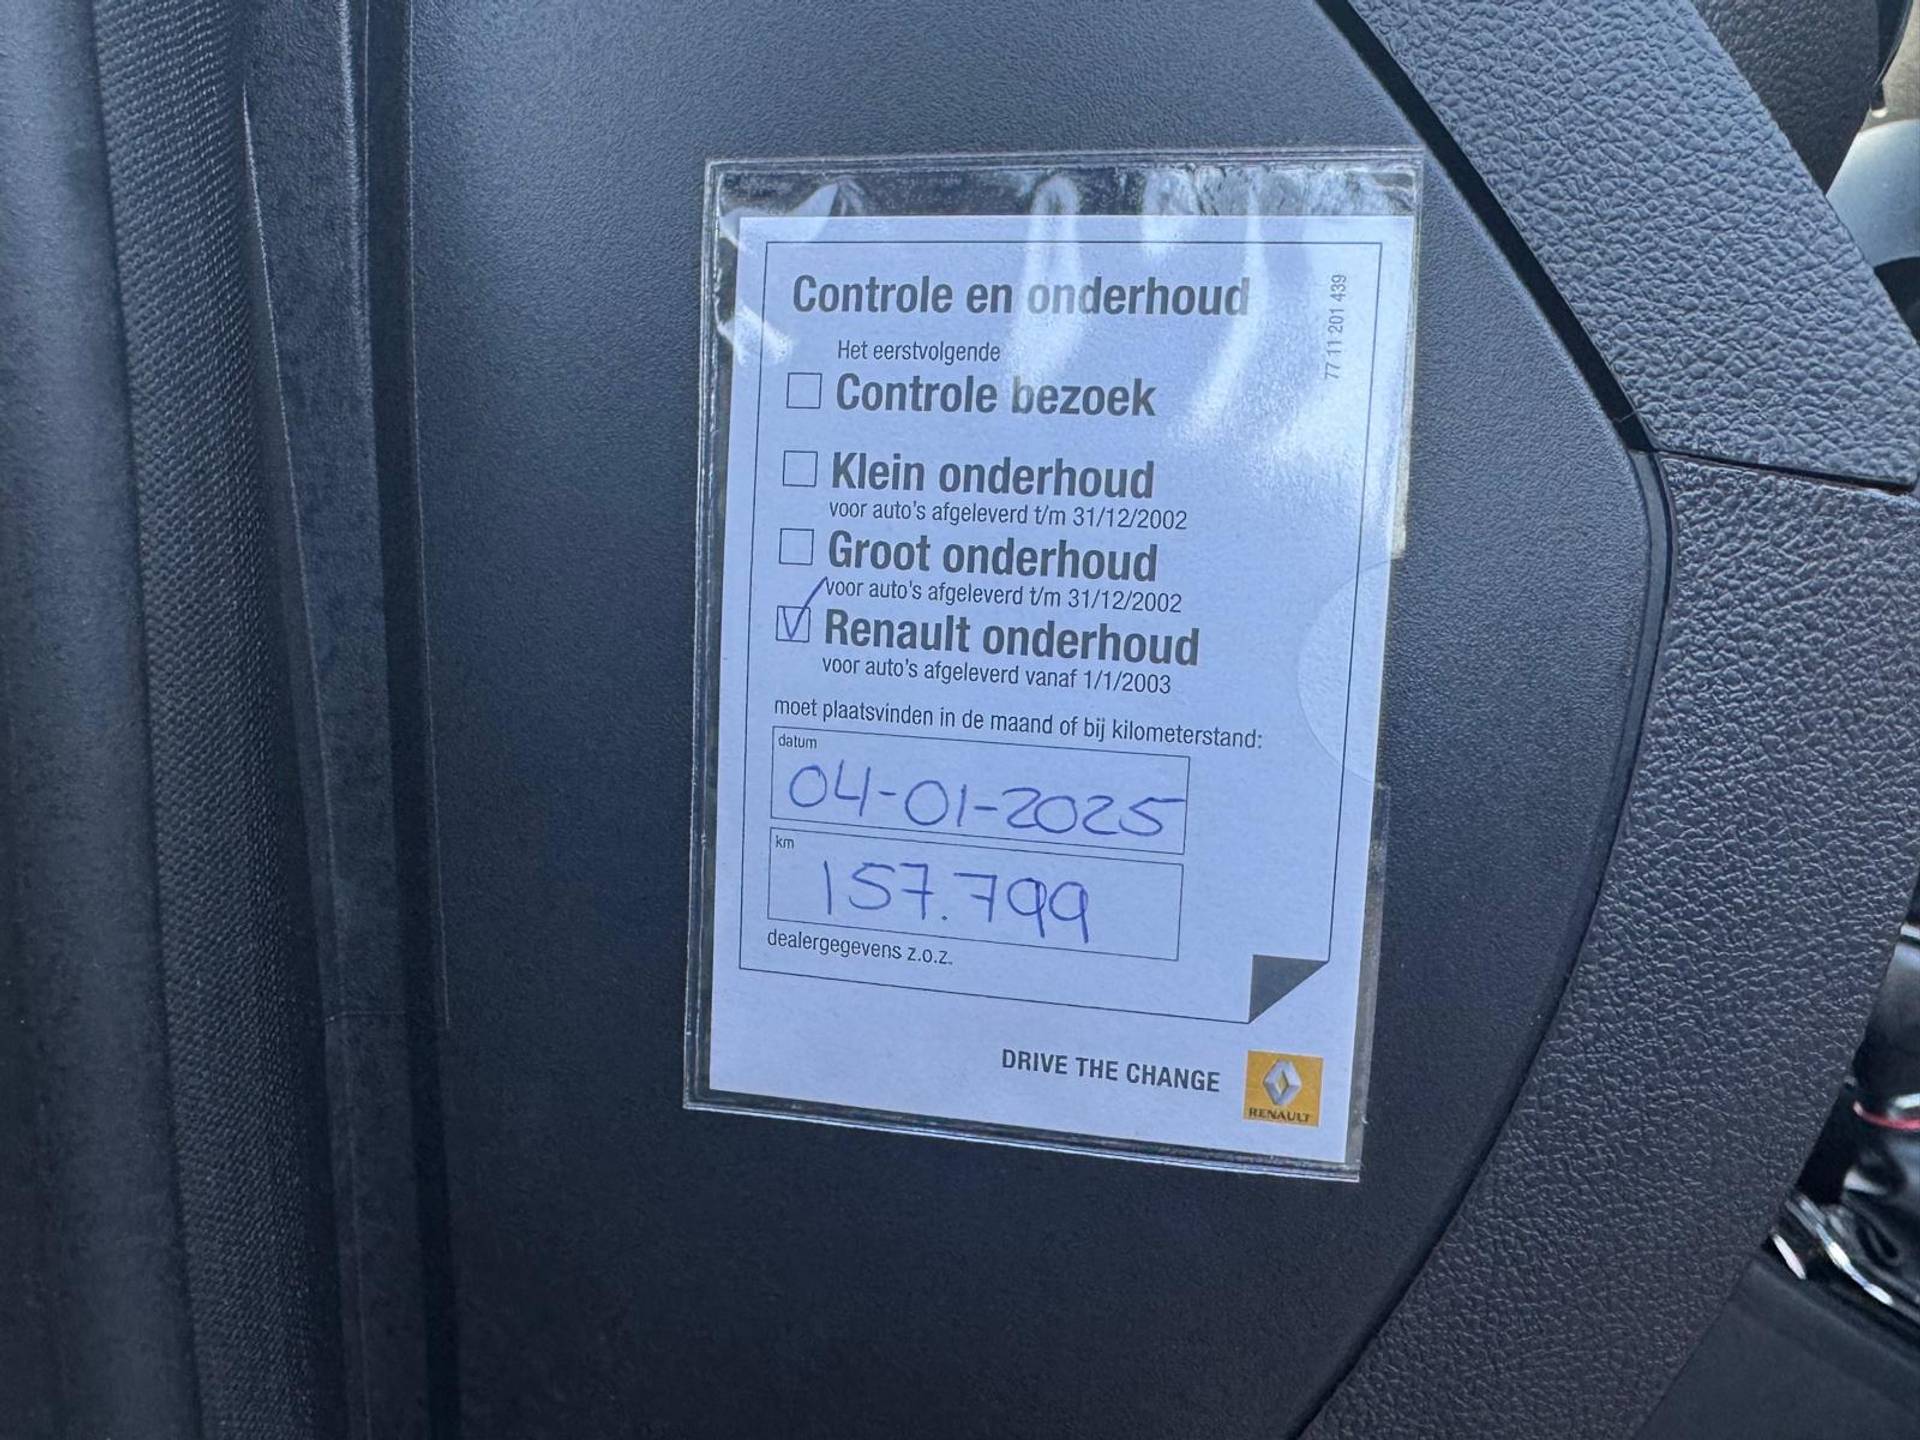 Controle en onderhoud
77 11 201 439
Het eerstvolgende
Controle bezoek
Klein onderhoud
voor auto's afgeleverd t/m 31/12/2002
Groot onderhoud
voor auto's afgeleverd t/m 31/12/2002
Renault onderhoud
voor auto's afgeleverd vanaf 1/1/2003
moet plaatsvinden in de maand of bij kilometerstand:
datum
04-01-2025
km
157.799
dealergegevens z.o.z.
DRIVE THE CHANGE
RENAULT